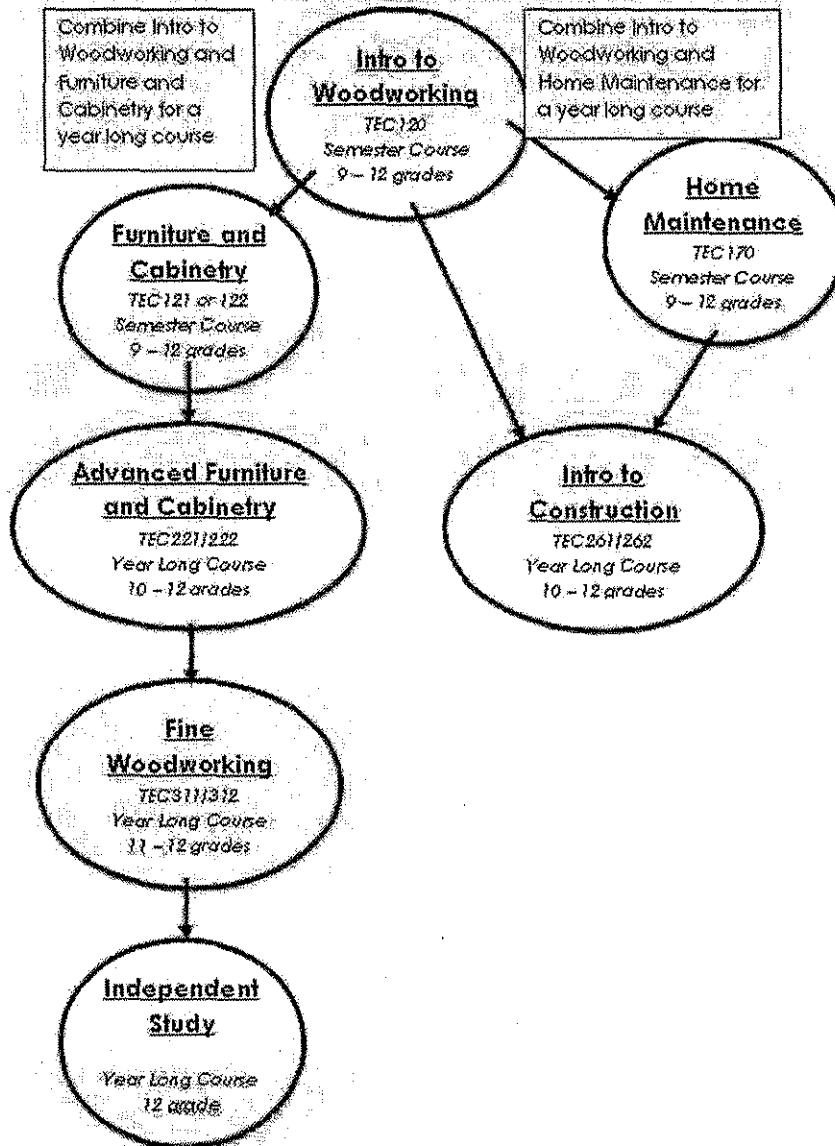 Combine Intro to
Woodworking and
Furniture and
Cabinetry for a
year long course
Intro to
Woodworking
TEC120
Semester Course
9 – 12 grades
Combine Intro to
Woodworking and
Home Maintenance for
a year long course
Furniture and
Cabinetry
TEC121 or 122
Semester Course
9 – 12 grades
Home
Maintenance
TEC170
Semester Course
9 – 12 grades
Advanced Furniture
and Cabinetry
TEC221/222
Year Long Course
10 – 12 grades
Intro to
Construction
TEC261/262
Year Long Course
10 – 12 grades
Fine
Woodworking
TEC311/312
Year Long Course
11 – 12 grades
Independent
Study
Year Long Course
12 grade